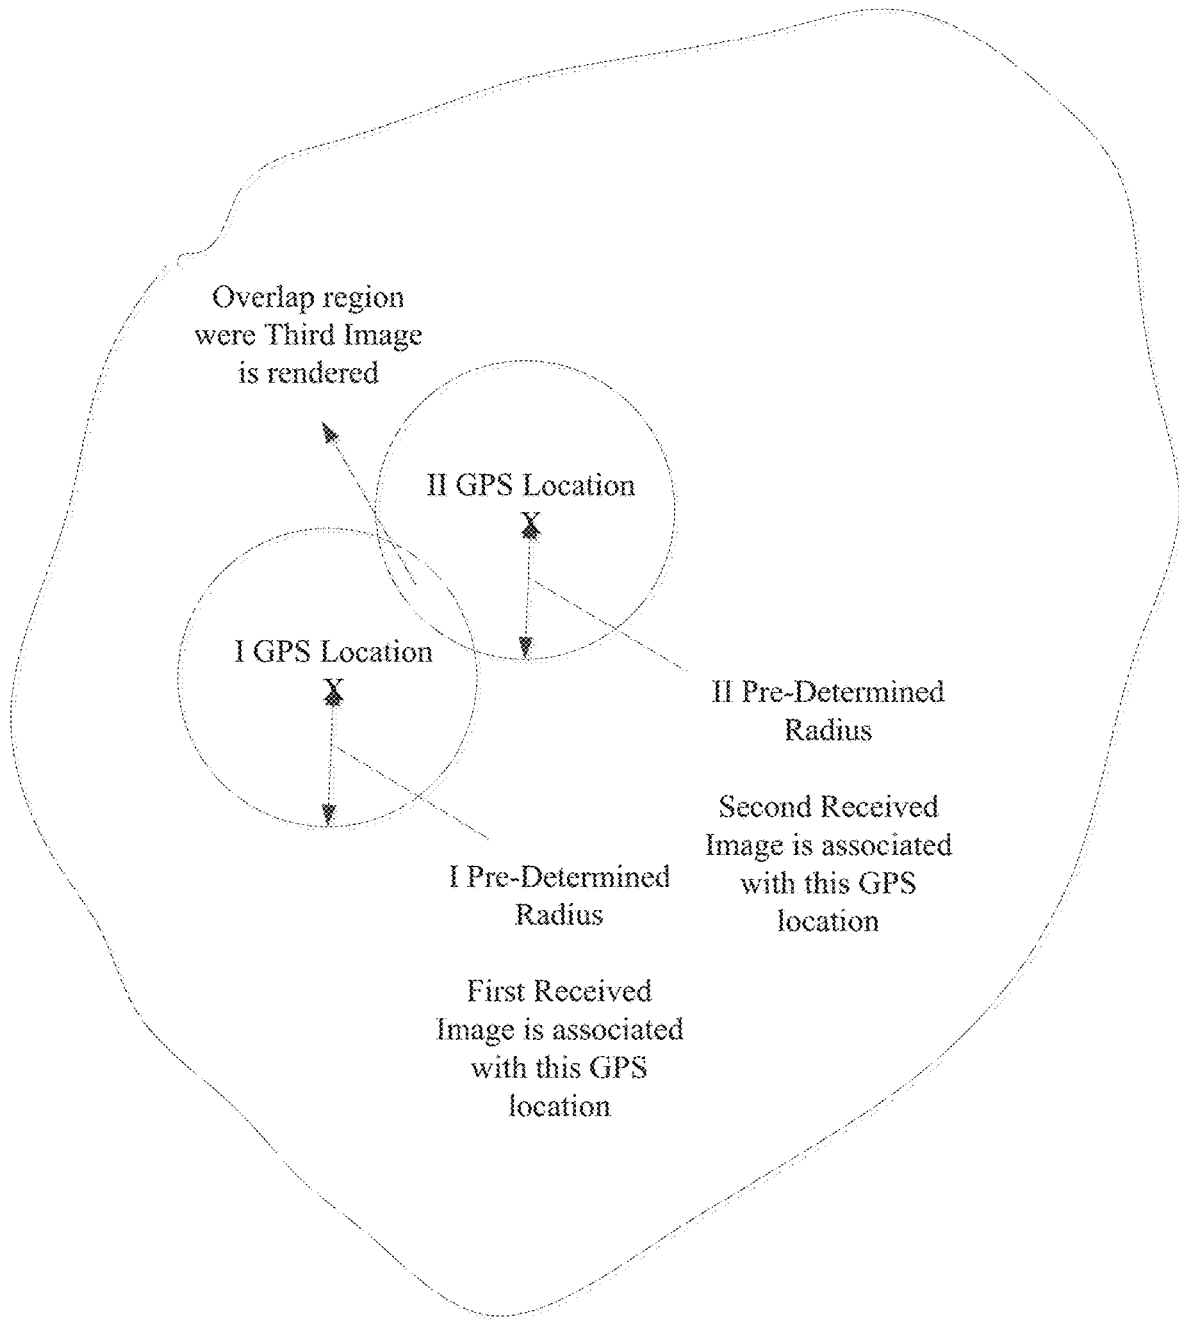 Overlap region
were Third Image
is rendered
II GPS Location
X
I GPS Location
X
II Pre-Determined
Radius
Second Received
Image is associated
with this GPS
location
I Pre-Determined
Radius
First Received
Image is associated
with this GPS
location